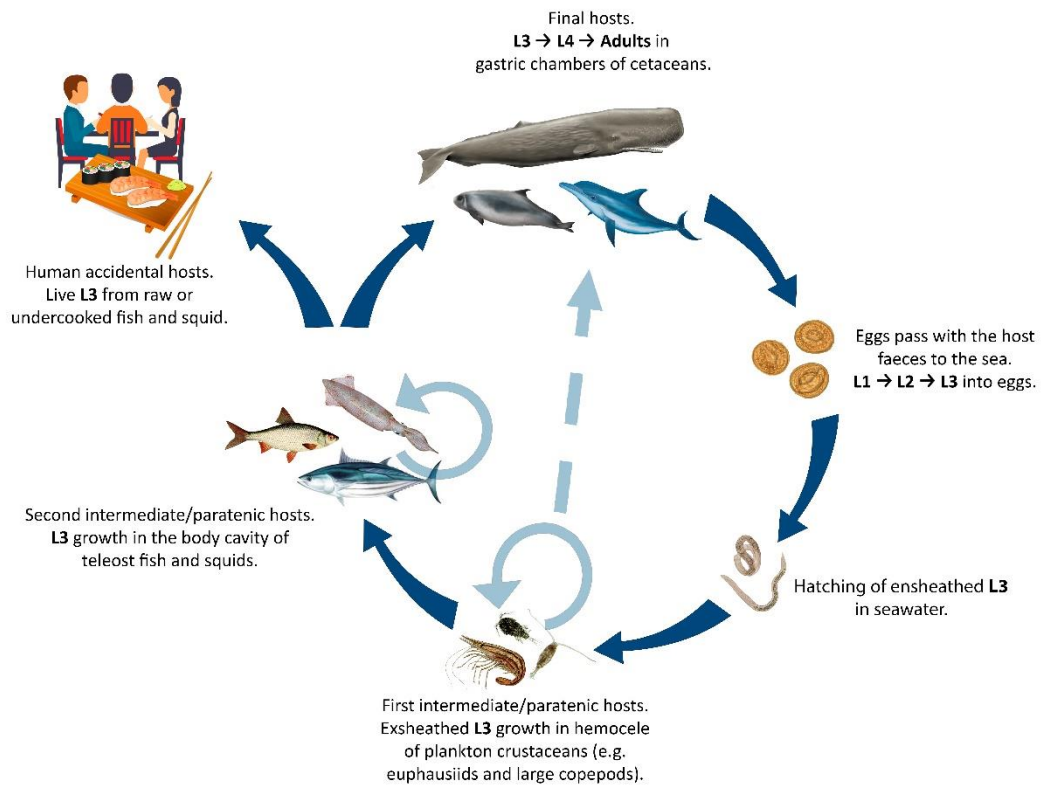 Final hosts.
L3 → L4 → Adults in
gastric chambers of cetaceans.
Eggs pass with the host
faeces to the sea.
L1 → L2 → L3 into eggs.
Hatching of ensheathed L3
in seawater.
First intermediate/paratenic hosts.
Exsheathed L3 growth in hemocele
of plankton crustaceans (e.g.
euphausiids and large copepods).
Second intermediate/paratenic hosts.
L3 growth in the body cavity of
teleost fish and squids.
Human accidental hosts.
Live L3 from raw or
undercooked fish and squid.